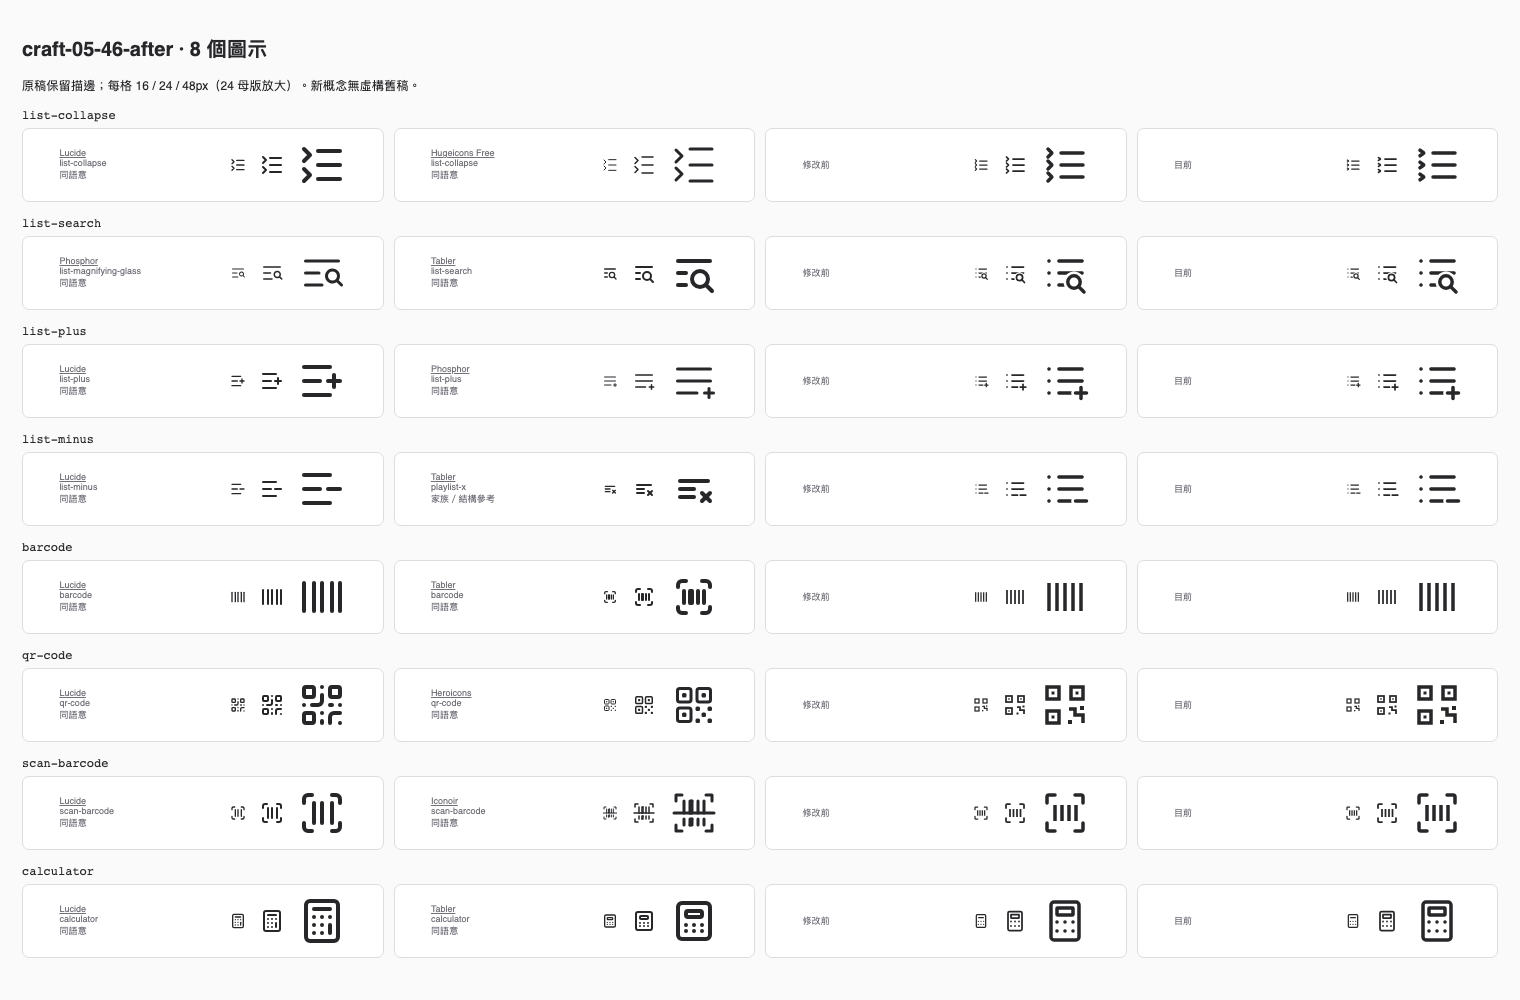 craft-05-46-after · 8 個圖示
原稿保留描邊；每格 16 / 24 / 48px（24 母版放大）。新概念無虛構舊稿。
list-collapse
Lucide
list-collapse
同語意
Hugeicons Free
list-collapse
同語意
修改前
目前
list-search
Phosphor
list-magnifying-glass
同語意
Tabler
list-search
同語意
修改前
目前
list-plus
Lucide
list-plus
同語意
Phosphor
list-plus
同語意
修改前
目前
list-minus
Lucide
list-minus
同語意
Tabler
playlist-x
家族 / 結構參考
修改前
目前
barcode
Lucide
barcode
同語意
Tabler
barcode
同語意
修改前
目前
qr-code
Lucide
qr-code
同語意
Heroicons
qr-code
同語意
修改前
目前
scan-barcode
Lucide
scan-barcode
同語意
Iconoir
scan-barcode
同語意
修改前
目前
calculator
Lucide
calculator
同語意
Tabler
calculator
同語意
修改前
目前